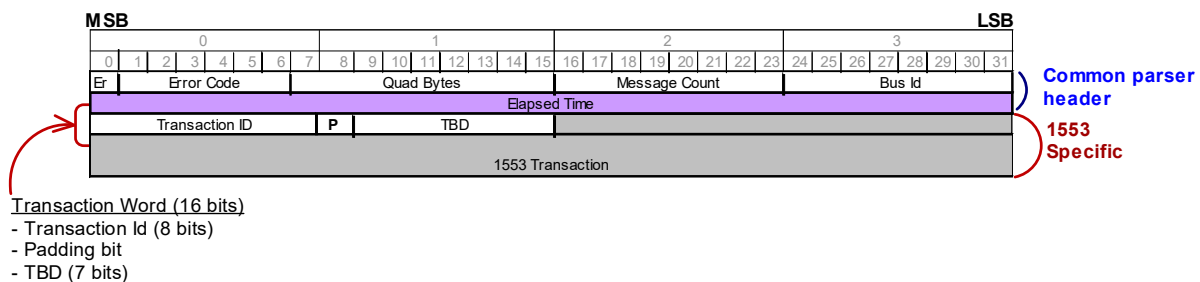 MSB LSB
0 1 2 3
0 1 2 3 4 5 6 7 8 9 10 11 12 13 14 15 16 17 18 19 20 21 22 23 24 25 26 27 28 29 30 31
Er Error Code Quad Bytes Message Count Bus Id
Common parser
header
Elapsed Time
Transaction ID P TBD
1553
Specific
1553 Transaction
Transaction Word (16 bits)
- Transaction Id (8 bits)
- Padding bit
- TBD (7 bits)